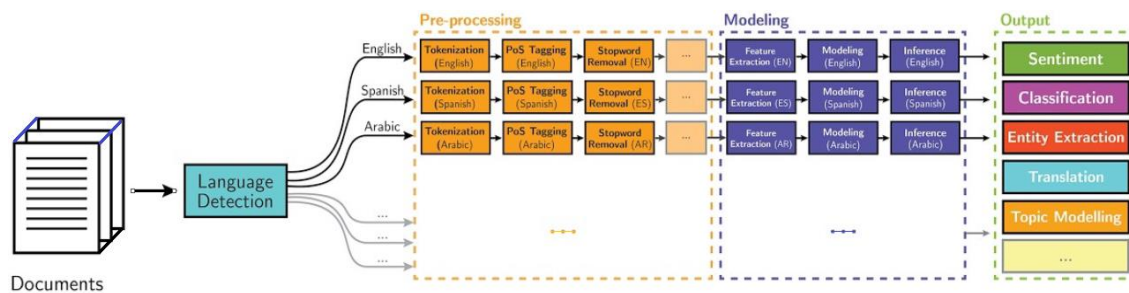 Pre-processing
Modeling
Output
English
Tokenization
(English)
PoS Tagging
(English)
Stopword
Removal (EN)
...
Feature
Extraction (EN)
Modeling
(English)
Inference
(English)
Sentiment
Spanish
Tokenization
(Spanish)
PoS Tagging
(Spanish)
Stopword
Removal (ES)
...
Feature
Extraction (ES)
Modeling
(Spanish)
Inference
(Spanish)
Classification
Arabic
Tokenization
(Arabic)
PoS Tagging
(Arabic)
Stopword
Removal (AR)
...
Feature
Extraction (AR)
Modeling
(Arabic)
Inference
(Arabic)
Entity Extraction
Language
Detection
Translation
...
...
...
Topic Modelling
...
Documents